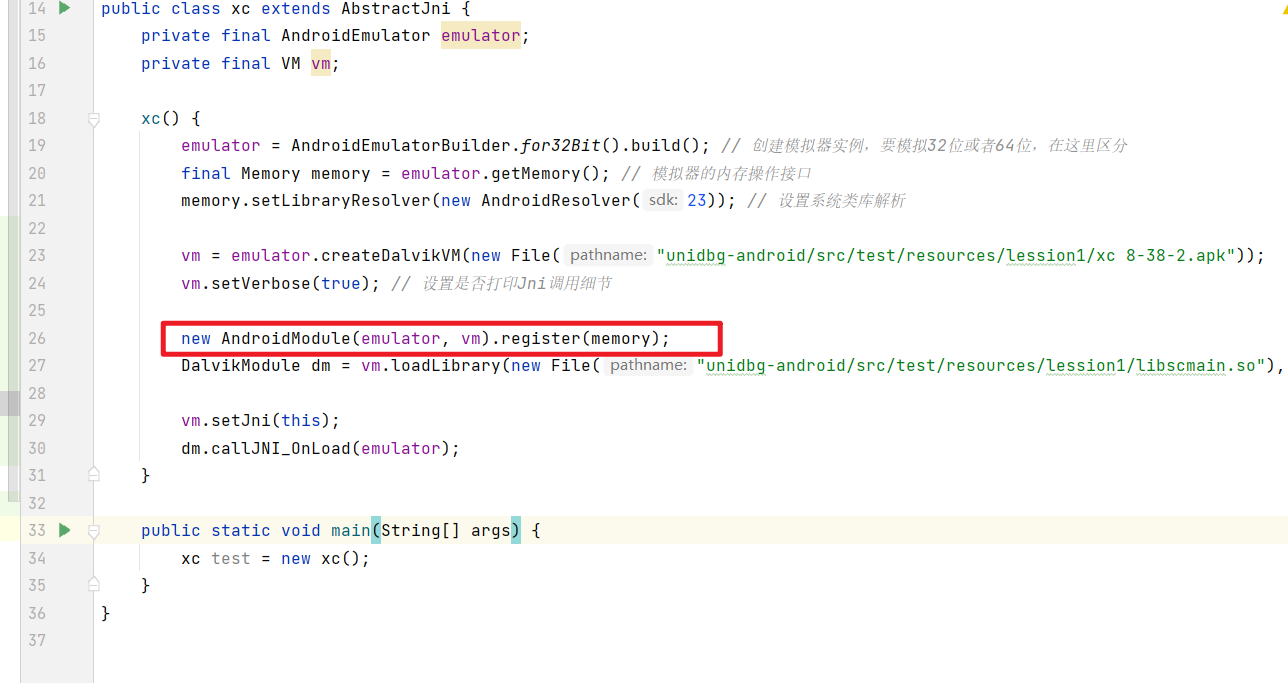 14 public class xc extends AbstractJni {
15 private final AndroidEmulator emulator;
16 private final VM vm;
17
18 xc() {
19 emulator = AndroidEmulatorBuilder.for32Bit().build(); // 创建模拟器实例，要模拟32位或者64位，在这里区分
20 final Memory memory = emulator.getMemory(); // 模拟器的内存操作接口
21 memory.setLibraryResolver(new AndroidResolver( sdk: 23)); // 设置系统类库解析
22
23 vm = emulator.createDalvikVM(new File( pathname: "unidbg-android/src/test/resources/lession1/xc 8-38-2.apk"));
24 vm.setVerbose(true); // 设置是否打印Jni调用细节
25
26 new AndroidModule(emulator, vm).register(memory);
27 DalvikModule dm = vm.loadLibrary(new File( pathname: "unidbg-android/src/test/resources/lession1/libscmain.so"),
28
29 vm.setJni(this);
30 dm.callJNI_OnLoad(emulator);
31 }
32
33 public static void main(String[] args) {
34 xc test = new xc();
35 }
36 }
37